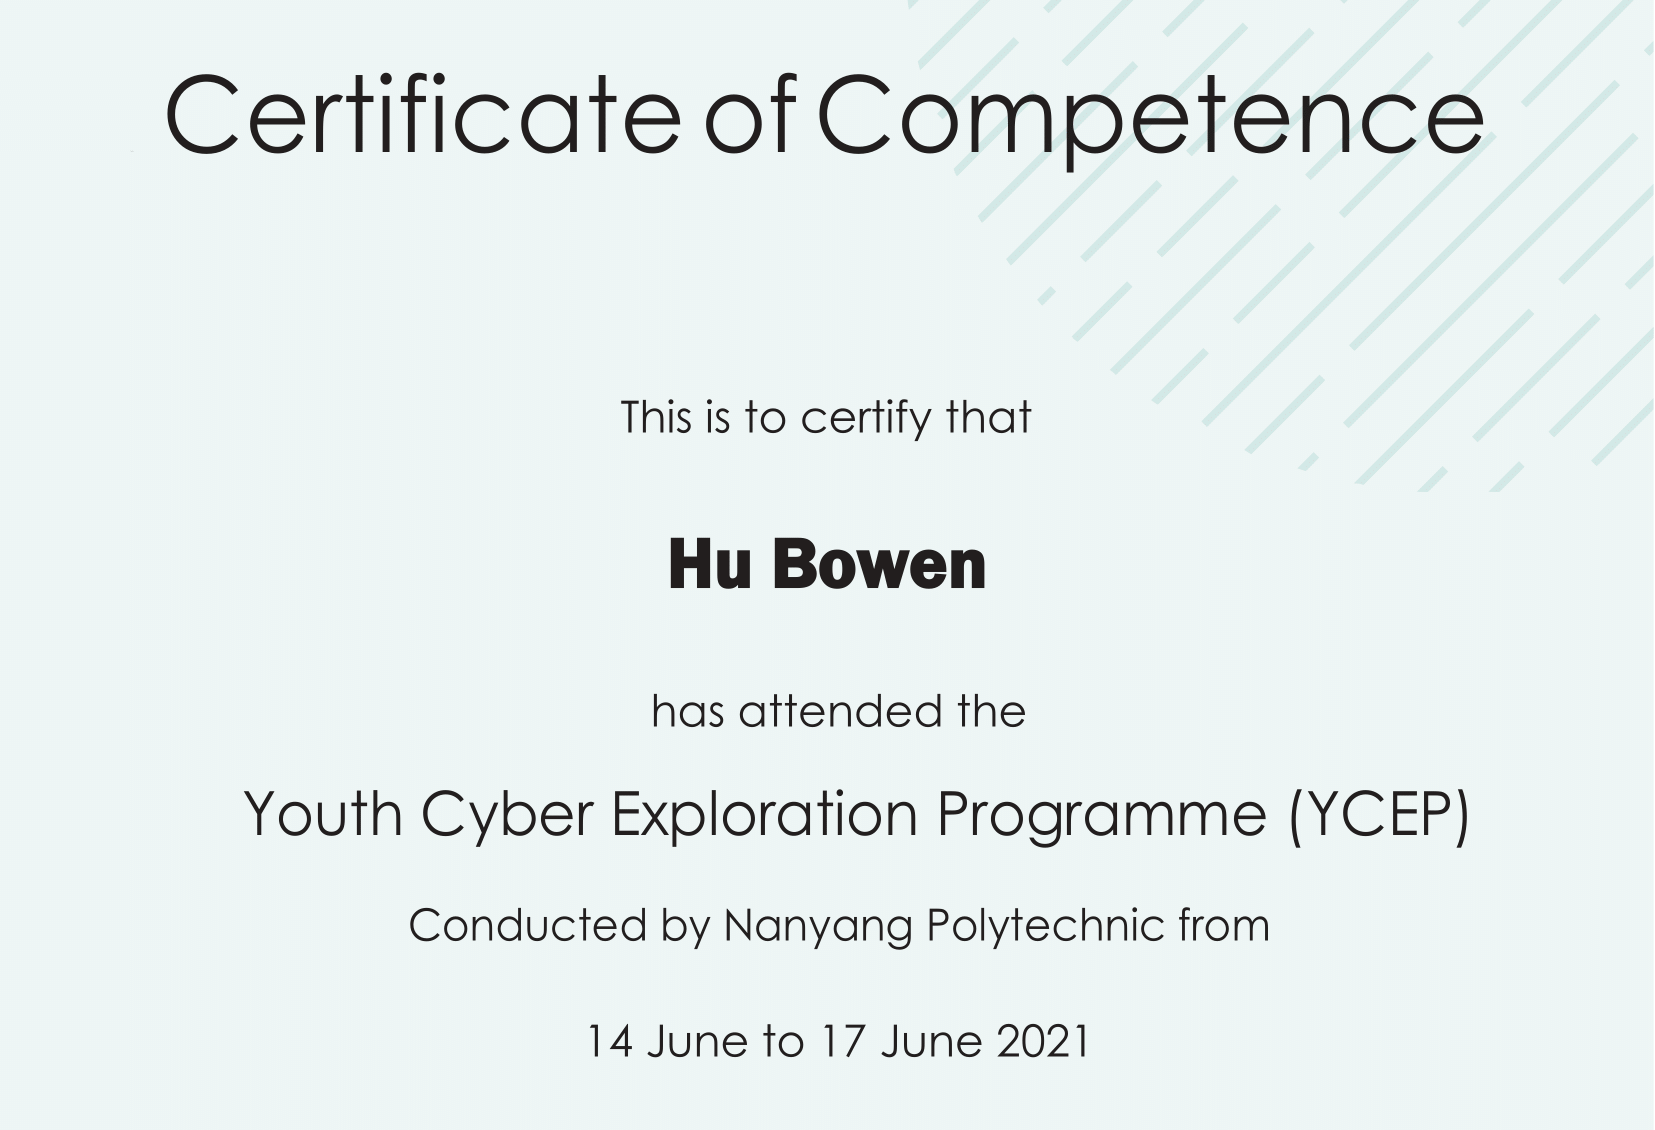 Certificate of Competence
This is to certify that
Hu Bowen
has attended the
Youth Cyber Exploration Programme (YCEP)
Conducted by Nanyang Polytechnic from
14 June to 17 June 2021